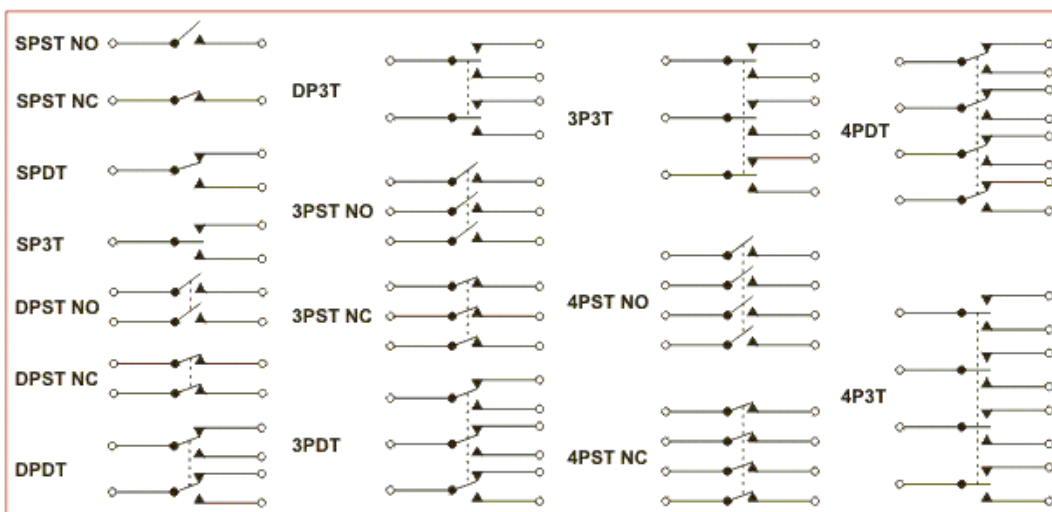 SPST NO
SPST NC
SPDT
SP3T
DPST NO
DPST NC
DPDT
DP3T
3PST NO
3PST NC
3PDT
3P3T
4PST NO
4PST NC
4PDT
4P3T